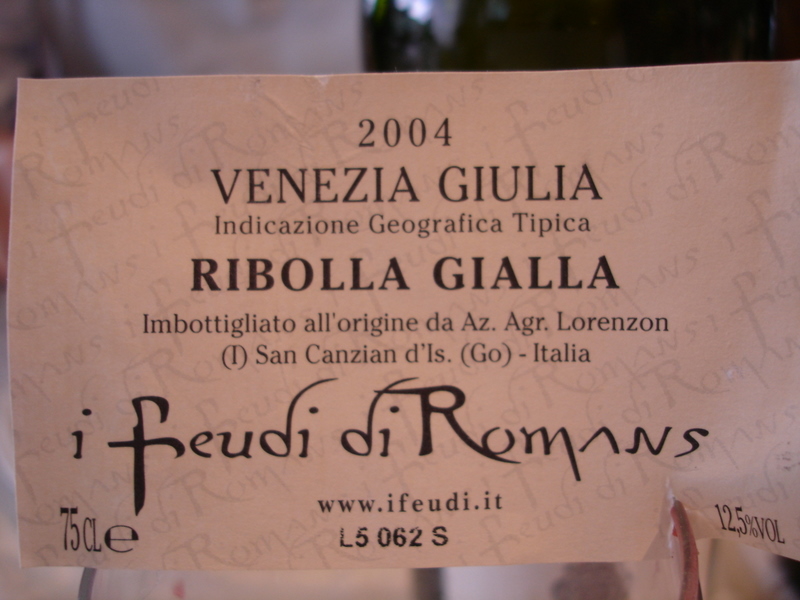 2004
VENEZIA GIULIA
Indicazione Geografica Tipica
RIBOLLA GIALLA
Imbottigliato all'origine da Az. Agr. Lorenzon
(I) San Canzian d'Is. (Go) - Italia
i feudi di Romans
www.ifeudi.it
75 CL e
L5 062 S
12,5%VOL